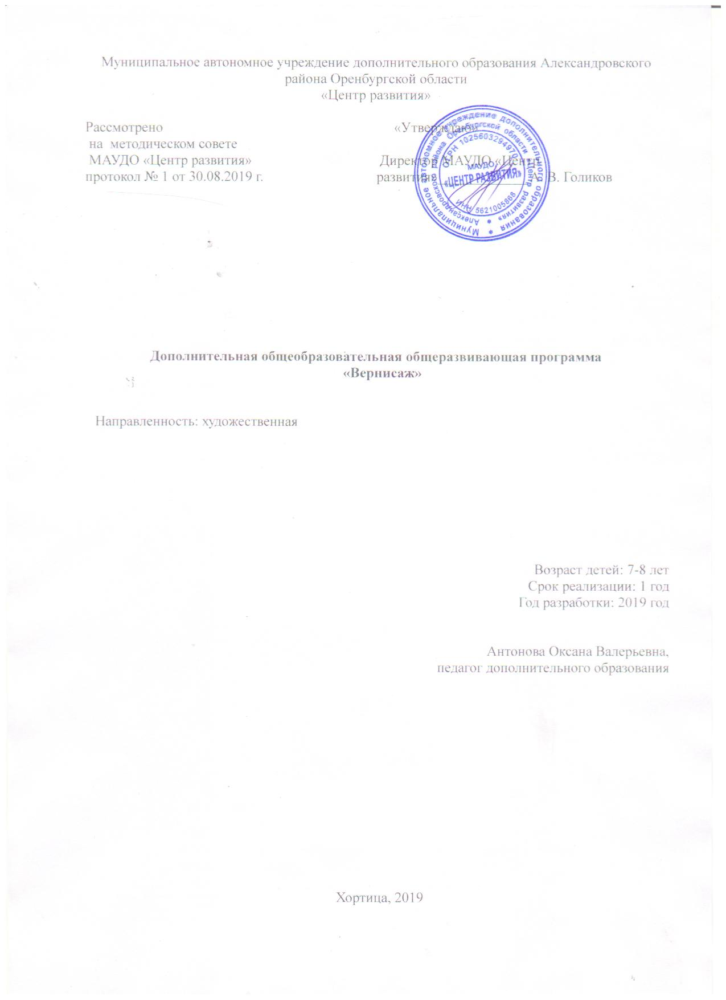 Муниципальное автономное учреждение дополнительного образования Александровского
района Оренбургской области
«Центр развития»
Рассмотрено
на методическом совете
МАУДО «Центр развития»
протокол № 1 от 30.08.2019 г.
«Утверждаю»
Директор МАУДО «Центр
развития» А. В. Голиков
Муниципальное автономное учреждение дополнительного образования
Александровского района Оренбургской области «Центр развития»
ОГРН 1025603294970
МАУДО
«ЦЕНТР РАЗВИТИЯ»
ИНН 5621005868
Дополнительная общеобразовательная общеразвивающая программа
«Вернисаж»
Направленность: художественная
Возраст детей: 7-8 лет
Срок реализации: 1 год
Год разработки: 2019 год
Антонова Оксана Валерьевна,
педагог дополнительного образования
Хортица, 2019